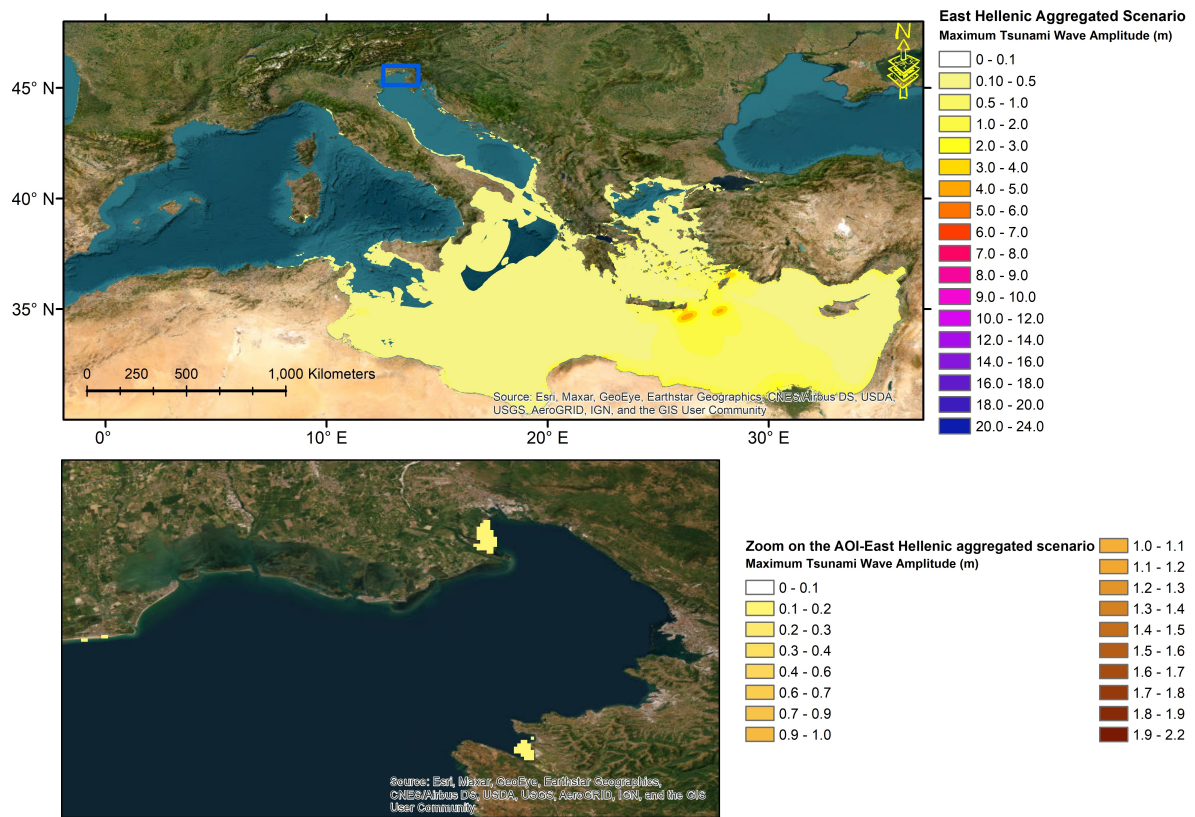 East Hellenic Aggregated Scenario
Maximum Tsunami Wave Amplitude (m)
0 - 0.1
0.10 - 0.5
0.5 - 1.0
1.0 - 2.0
2.0 - 3.0
3.0 - 4.0
4.0 - 5.0
5.0 - 6.0
6.0 - 7.0
7.0 - 8.0
8.0 - 9.0
9.0 - 10.0
10.0 - 12.0
12.0 - 14.0
14.0 - 16.0
16.0 - 18.0
18.0 - 20.0
20.0 - 24.0
N
45° N
40° N
35° N
0 250 500 1,000 Kilometers
Source: Esri, Maxar, GeoEye, Earthstar Geographics, CNES/Airbus DS, USDA,
USGS, AeroGRID, IGN, and the GIS User Community
0° 10° E 20° E 30° E
Zoom on the AOI-East Hellenic aggregated scenario
Maximum Tsunami Wave Amplitude (m)
0 - 0.1
0.1 - 0.2
0.2 - 0.3
0.3 - 0.4
0.4 - 0.6
0.6 - 0.7
0.7 - 0.9
0.9 - 1.0
1.0 - 1.1
1.1 - 1.2
1.2 - 1.3
1.3 - 1.4
1.4 - 1.5
1.5 - 1.6
1.6 - 1.7
1.7 - 1.8
1.8 - 1.9
1.9 - 2.2
Source: Esri, Maxar, GeoEye, Earthstar Geographics,
CNES/Airbus DS, USDA, USGS, AeroGRID, IGN, and the GIS
User Community